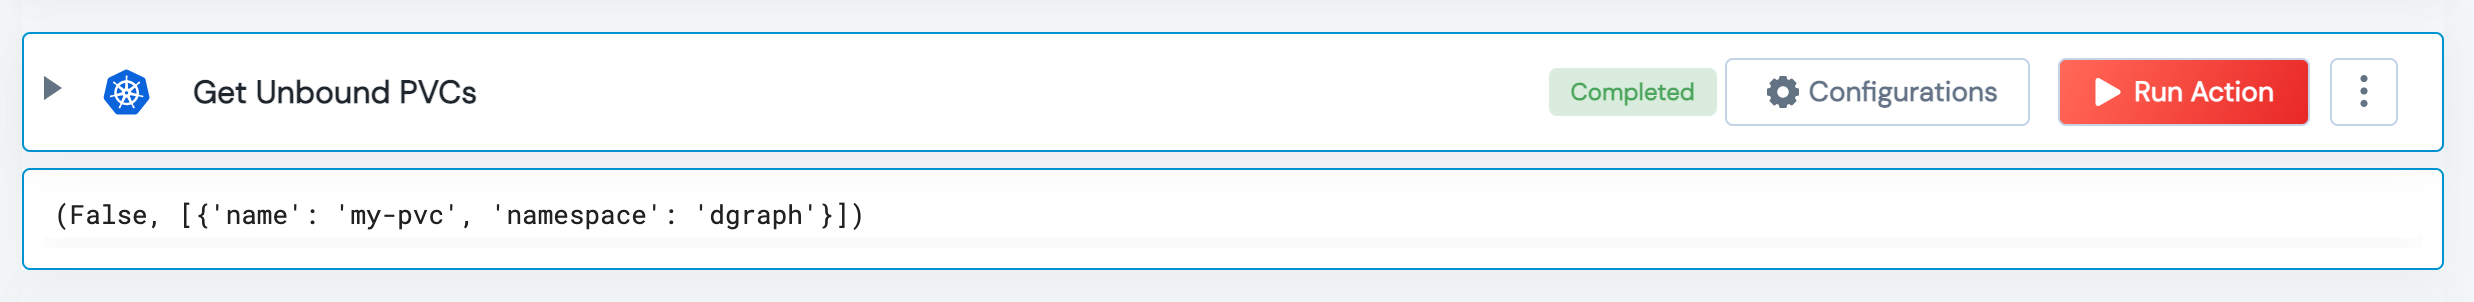 Get Unbound PVCs Completed Configurations Run Action
(False, [{'name': 'my-pvc', 'namespace': 'dgraph'}])